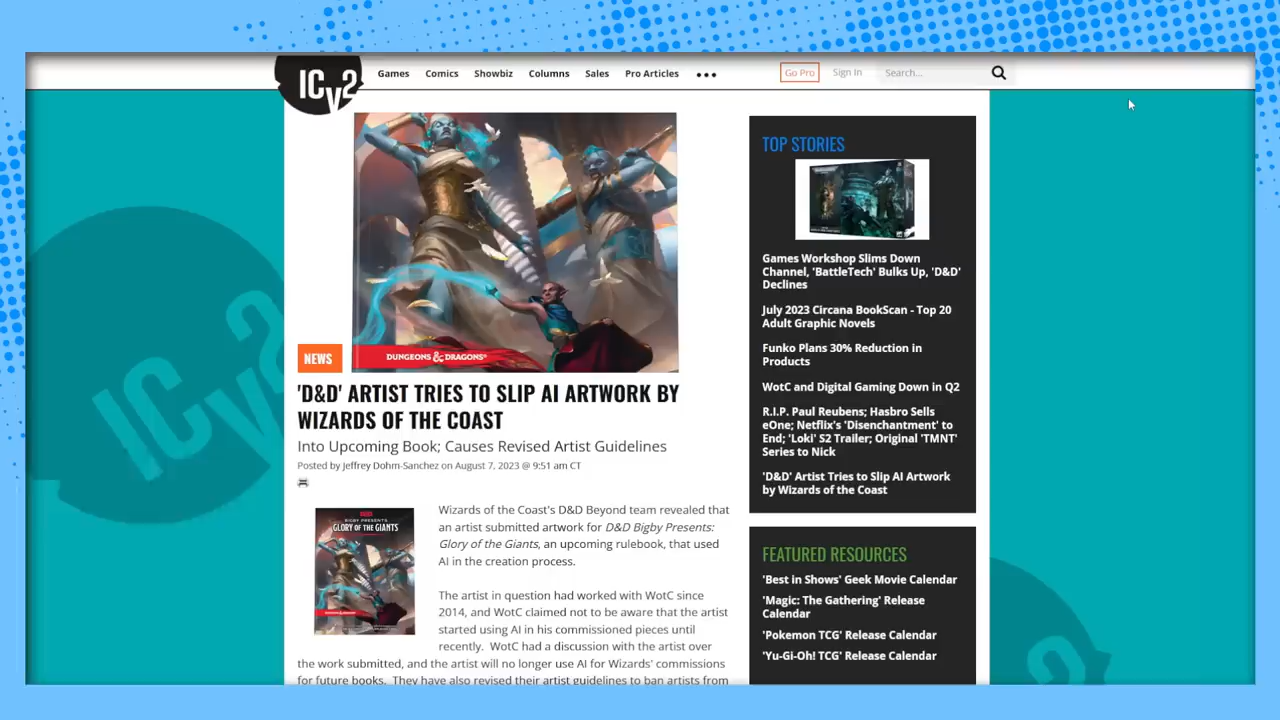 ICv2
Games
Comics
Showbiz
Columns
Sales
Pro Articles
Go Pro
Sign In
Search...
DUNGEONS & DRAGONS®
NEWS
'D&D' ARTIST TRIES TO SLIP AI ARTWORK BY
WIZARDS OF THE COAST
Into Upcoming Book; Causes Revised Artist Guidelines
Posted by Jeffrey Dohm-Sanchez on August 7, 2023 @ 9:51 am CT
BIGBY PRESENTS
GLORY OF THE GIANTS
Wizards of the Coast's D&D Beyond team revealed that
an artist submitted artwork for D&D Bigby Presents:
Glory of the Giants, an upcoming rulebook, that used
AI in the creation process.
The artist in question had worked with WotC since
2014, and WotC claimed not to be aware that the artist
started using AI in his commissioned pieces until
recently. WotC had a discussion with the artist over
the work submitted, and the artist will no longer use AI for Wizards' commissions
for future books. They have also revised their artist guidelines to ban artists from
TOP STORIES
Games Workshop Slims Down
Channel, 'BattleTech' Bulks Up, 'D&D'
Declines
July 2023 Circana BookScan - Top 20
Adult Graphic Novels
Funko Plans 30% Reduction in
Products
WotC and Digital Gaming Down in Q2
R.I.P. Paul Reubens; Hasbro Sells
eOne; Netflix's 'Disenchantment' to
End; 'Loki' S2 Trailer; Original 'TMNT'
Series to Nick
'D&D' Artist Tries to Slip AI Artwork
by Wizards of the Coast
FEATURED RESOURCES
'Best in Shows' Geek Movie Calendar
'Magic: The Gathering' Release
Calendar
'Pokemon TCG' Release Calendar
'Yu-Gi-Oh! TCG' Release Calendar
ICv2